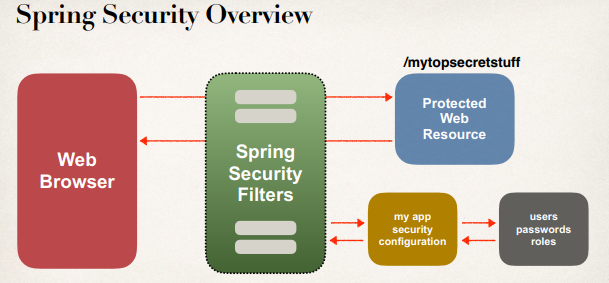 Spring Security Overview
/mytopsecretstuff
Web
Browser
Spring
Security
Filters
Protected
Web
Resource
my app
security
configuration
users
passwords
roles